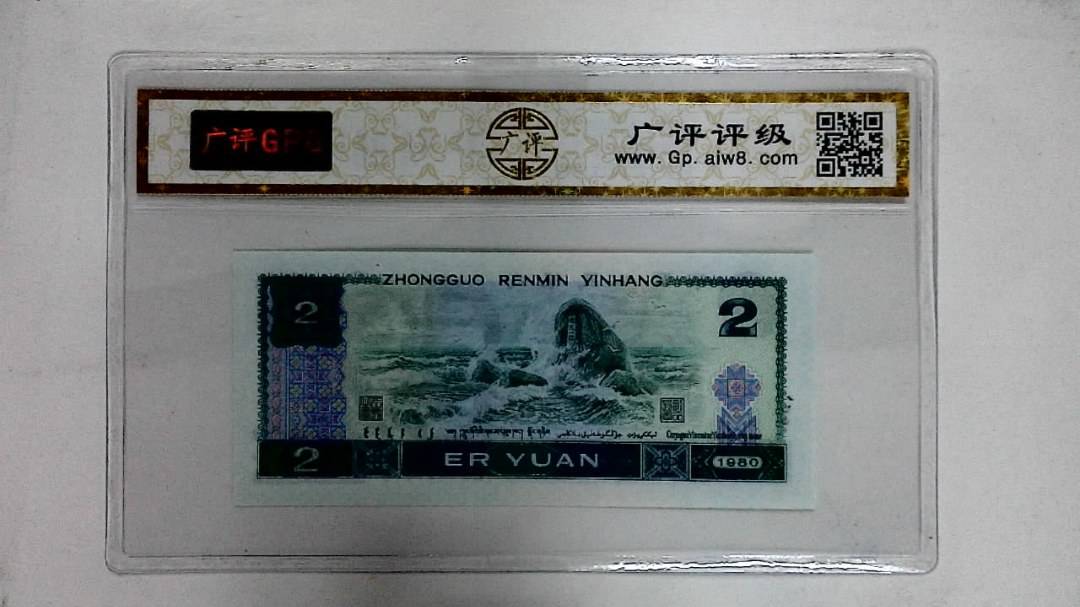 广评GP
广评
广评评级
www.Gp.aiw8.com
ZHONGGUO RENMIN YINHANG
2
2
2
ER YUAN
1980